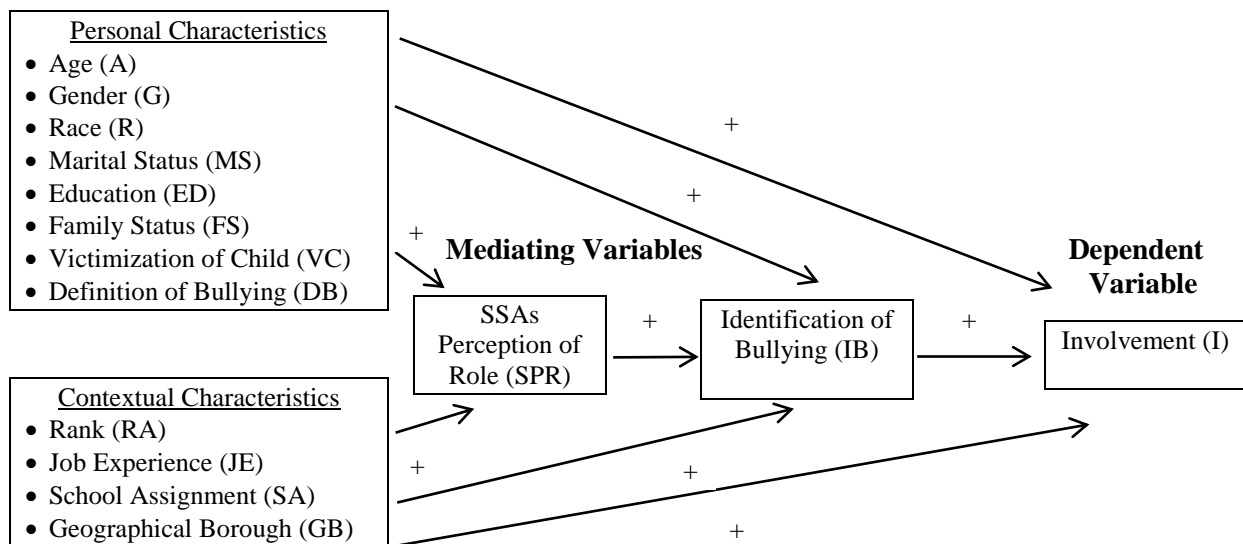 Personal Characteristics
• Age (A)
• Gender (G)
• Race (R)
• Marital Status (MS)
• Education (ED)
• Family Status (FS)
• Victimization of Child (VC)
• Definition of Bullying (DB)
+
+
+
Mediating Variables
Dependent
Variable
SSAs
Perception of
Role (SPR)
+
Identification of
Bullying (IB)
+
Involvement (I)
Contextual Characteristics
• Rank (RA)
• Job Experience (JE)
• School Assignment (SA)
• Geographical Borough (GB)
+
+
+